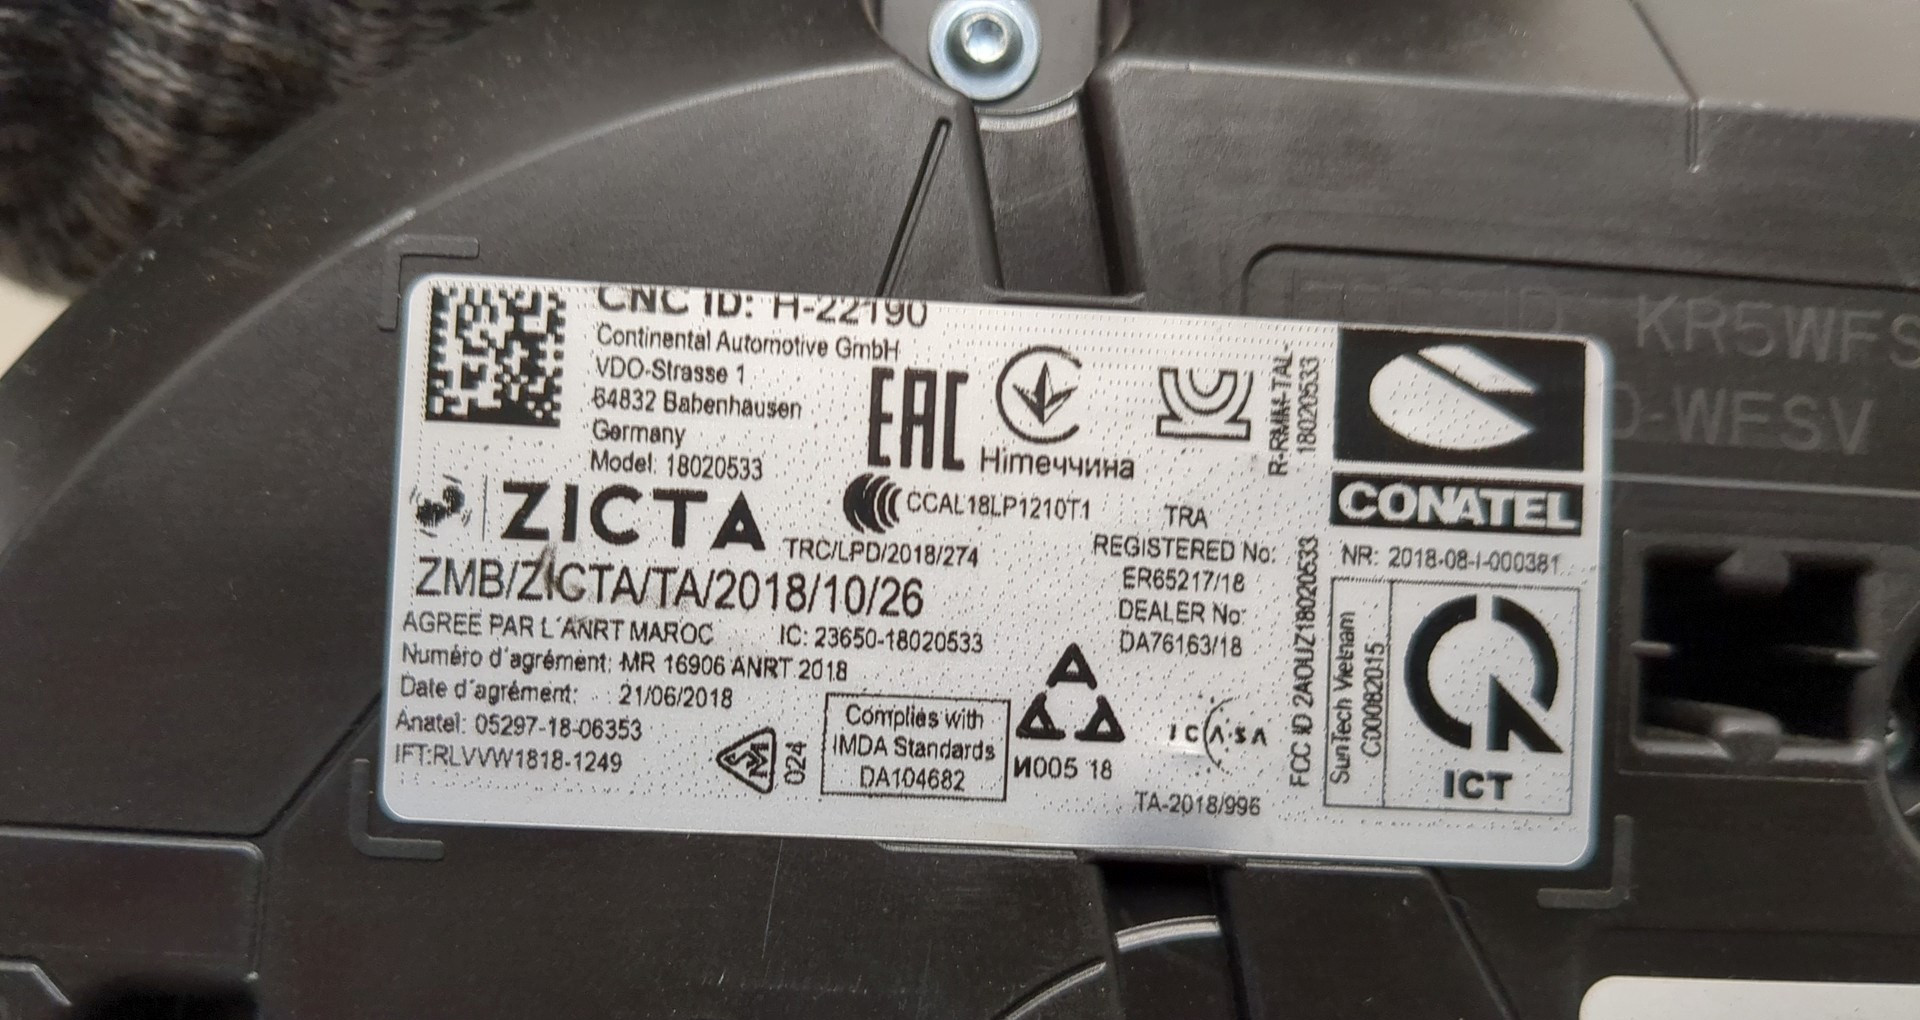 CNC ID: H-22190
Continental Automotive GmbH
VDO-Strasse 1
64832 Babenhausen
Germany
Model: 18020533
EAC
Німеччина
R-RMM-TAL-
18020533
CONATEL
NR: 2018-08-I-000381
ZICTA
CCAL18LP1210T1
TRC/LPD/2018/274
ZMB/ZICTA/TA/2018/10/26
TRA
REGISTERED No:
ER65217/18
DEALER No:
DA76163/18
AGREE PAR L´ANRT MAROC
IC: 23650-18020533
Numéro d´agrément: MR 16906 ANRT 2018
Date d´agrément: 21/06/2018
Anatel: 05297-18-06353
IFT:RLVVW1818-1249
024
Complies with
IMDA Standards
DA104682
И005 18
ICASA
TA-2018/996
FCC ID 2AOUZ18020533
SunTech Vietnam
C00082015
ICT
KR5WFS
D-WFSV